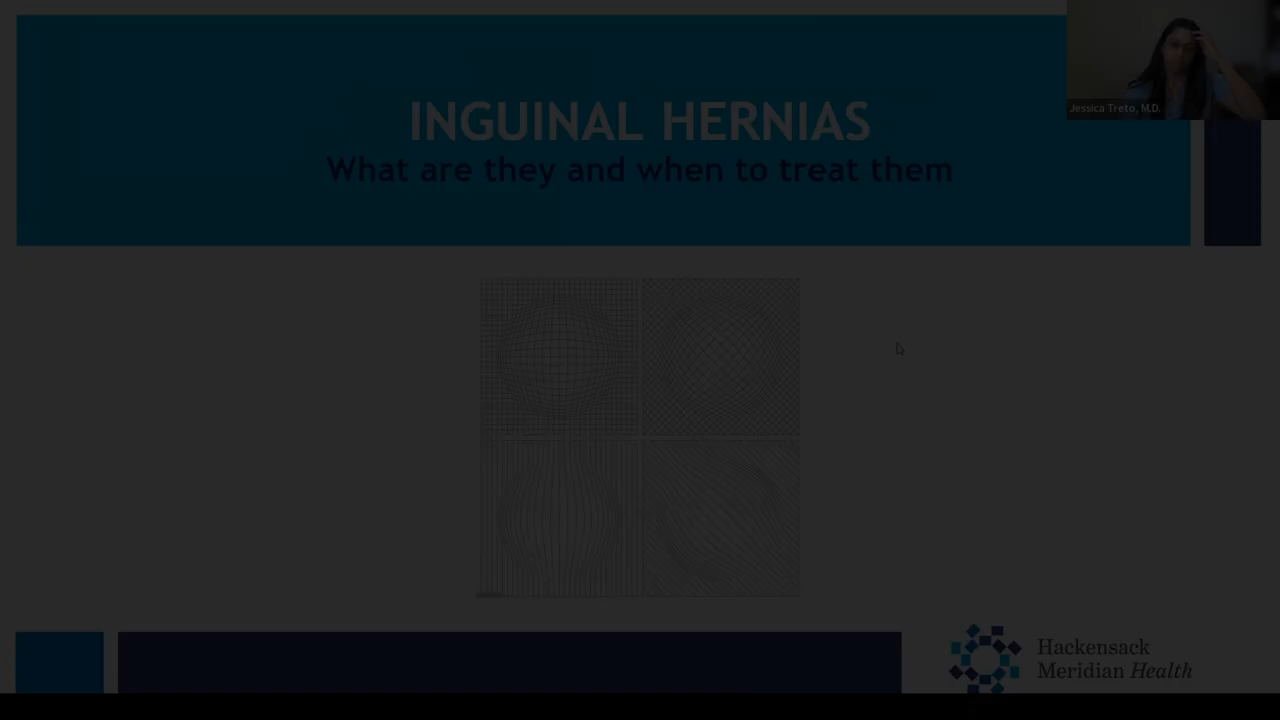 INGUINAL HERNIAS
What are they and when to treat them
Jessica Treto, M.D.
Hackensack
Meridian Health